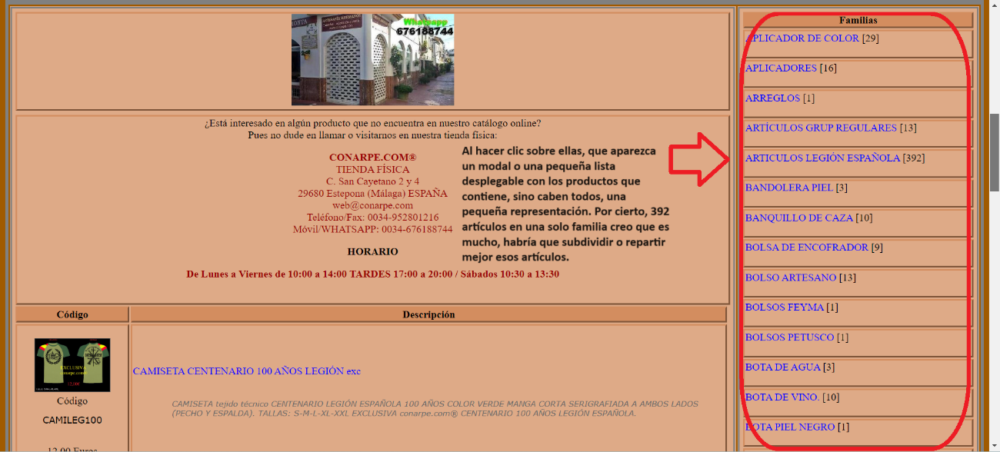 Whatsapp
676188744
¿Está interesado en algún producto que no encuentra en nuestro catálogo online?
Pues no dude en llamar o visitarnos en nuestra tienda física:
CONARPE.COM®
TIENDA FÍSICA
C. San Cayetano 2 y 4
29680 Estepona (Málaga) ESPAÑA
web@conarpe.com
Teléfono/Fax: 0034-952801216
Móvil/WHATSAPP: 0034-676188744
HORARIO
De Lunes a Viernes de 10:00 a 14:00 TARDES 17:00 a 20:00 / Sábados 10:30 a 13:30
Al hacer clic sobre ellas, que aparezca
un modal o una pequeña lista
desplegable con los productos que
contiene, sino caben todos, una
pequeña representación. Por cierto, 392
artículos en una solo familia creo que es
mucho, habría que subdividir o repartir
mejor esos artículos.
Código
Descripción
EXCLUSIVA
conarpe.com®
Código
CAMILEG100
12,00 Euros
CAMISETA CENTENARIO 100 AÑOS LEGIÓN exc
CAMISETA tejido técnico CENTENARIO LEGIÓN ESPAÑOLA 100 AÑOS COLOR VERDE MANGA CORTA SERIGRAFIADA A AMBOS LADOS
(PECHO Y ESPALDA). TALLAS: S-M-L-XL-XXL EXCLUSIVA conarpe.com® CENTENARIO 100 AÑOS LEGIÓN ESPAÑOLA.
Familias
APLICADOR DE COLOR [29]
APLICADORES [16]
ARREGLOS [1]
ARTÍCULOS GRUP REGULARES [13]
ARTICULOS LEGIÓN ESPAÑOLA [392]
BANDOLERA PIEL [3]
BANQUILLO DE CAZA [10]
BOLSA DE ENCOFRADOR [9]
BOLSO ARTESANO [13]
BOLSOS FEYMA [1]
BOLSOS PETUSCO [1]
BOTA DE AGUA [3]
BOTA DE VINO. [10]
BOTA PIEL NEGRO [1]